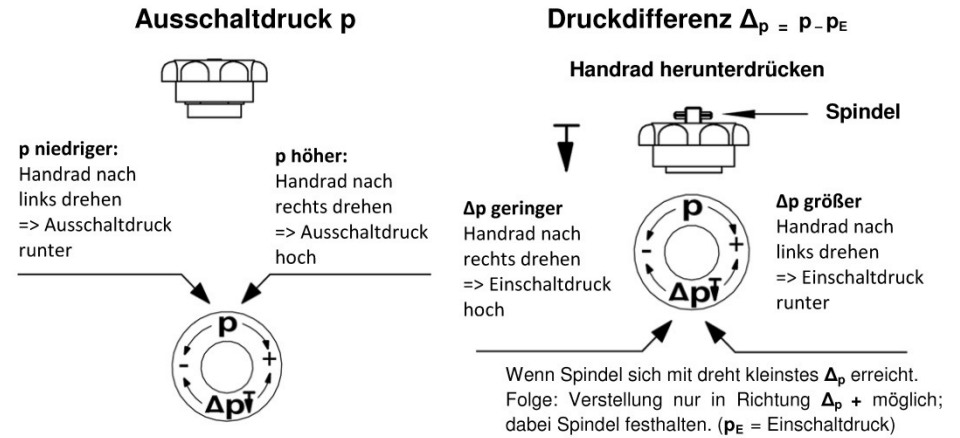 Ausschaltdruck p
p niedriger:
Handrad nach
links drehen
=> Ausschaltdruck
runter
p höher:
Handrad nach
rechts drehen
=> Ausschaltdruck
hoch
p
- +
Δp
Druckdifferenz Δp = p - pE
Handrad herunterdrücken
Spindel
Δp geringer
Handrad nach
rechts drehen
=> Einschaltdruck
hoch
p
- +
Δp
Δp größer
Handrad nach
links drehen
=> Einschaltdruck
runter
Wenn Spindel sich mit dreht kleinstes Δp erreicht.
Folge: Verstellung nur in Richtung Δp + möglich;
dabei Spindel festhalten. (pE = Einschaltdruck)